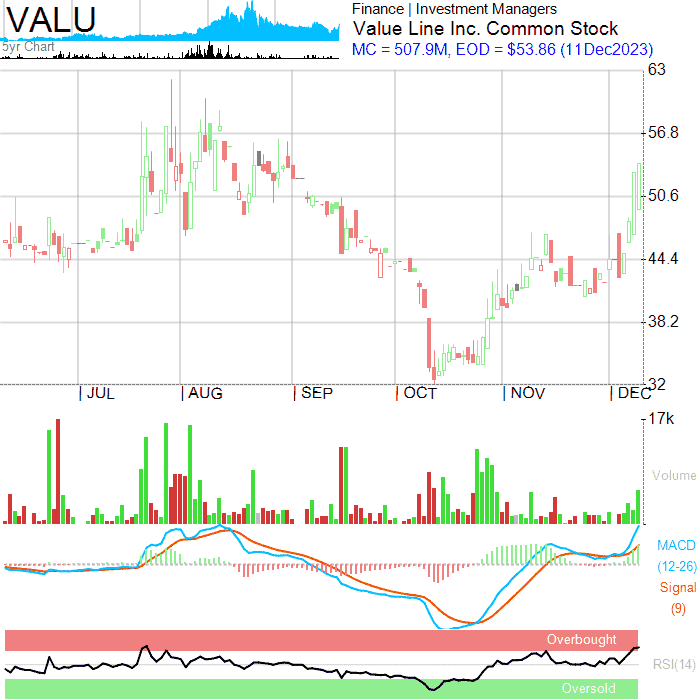 VALU
5yr Chart
Finance | Investment Managers
Value Line Inc. Common Stock
MC = 507.9M, EOD = $53.86 (11Dec2023)
63
56.8
50.6
44.4
38.2
32
| JUL | AUG | SEP | OCT | NOV | DEC
17k
Volume
MACD
(12-26)
Signal
(9)
Overbought
RSI(14)
Oversold